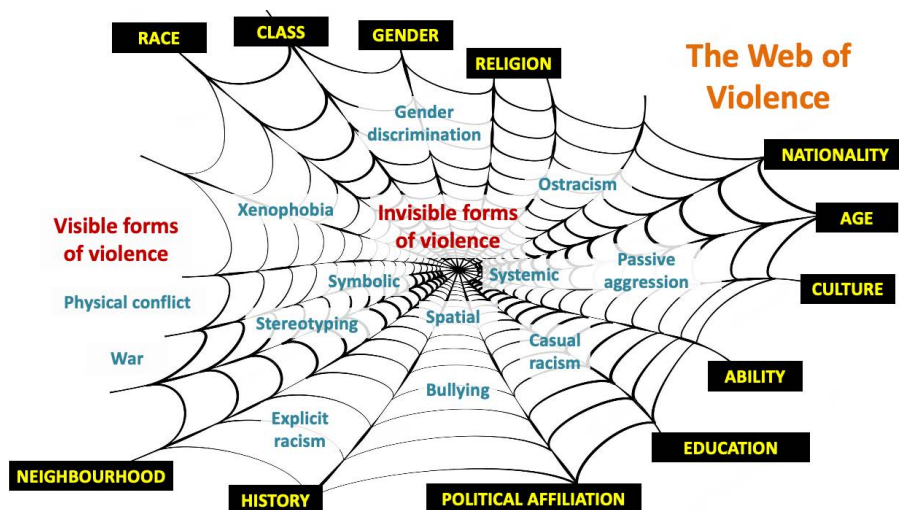 RACE
CLASS
GENDER
RELIGION
The Web of
Violence
Gender
discrimination
NATIONALITY
Ostracism
Xenophobia
Invisible forms
of violence
AGE
Visible forms
of violence
Symbolic
Systemic
Passive
aggression
CULTURE
Physical conflict
Stereotyping
Spatial
War
Casual
racism
ABILITY
Bullying
Explicit
racism
EDUCATION
NEIGHBOURHOOD
HISTORY
POLITICAL AFFILIATION